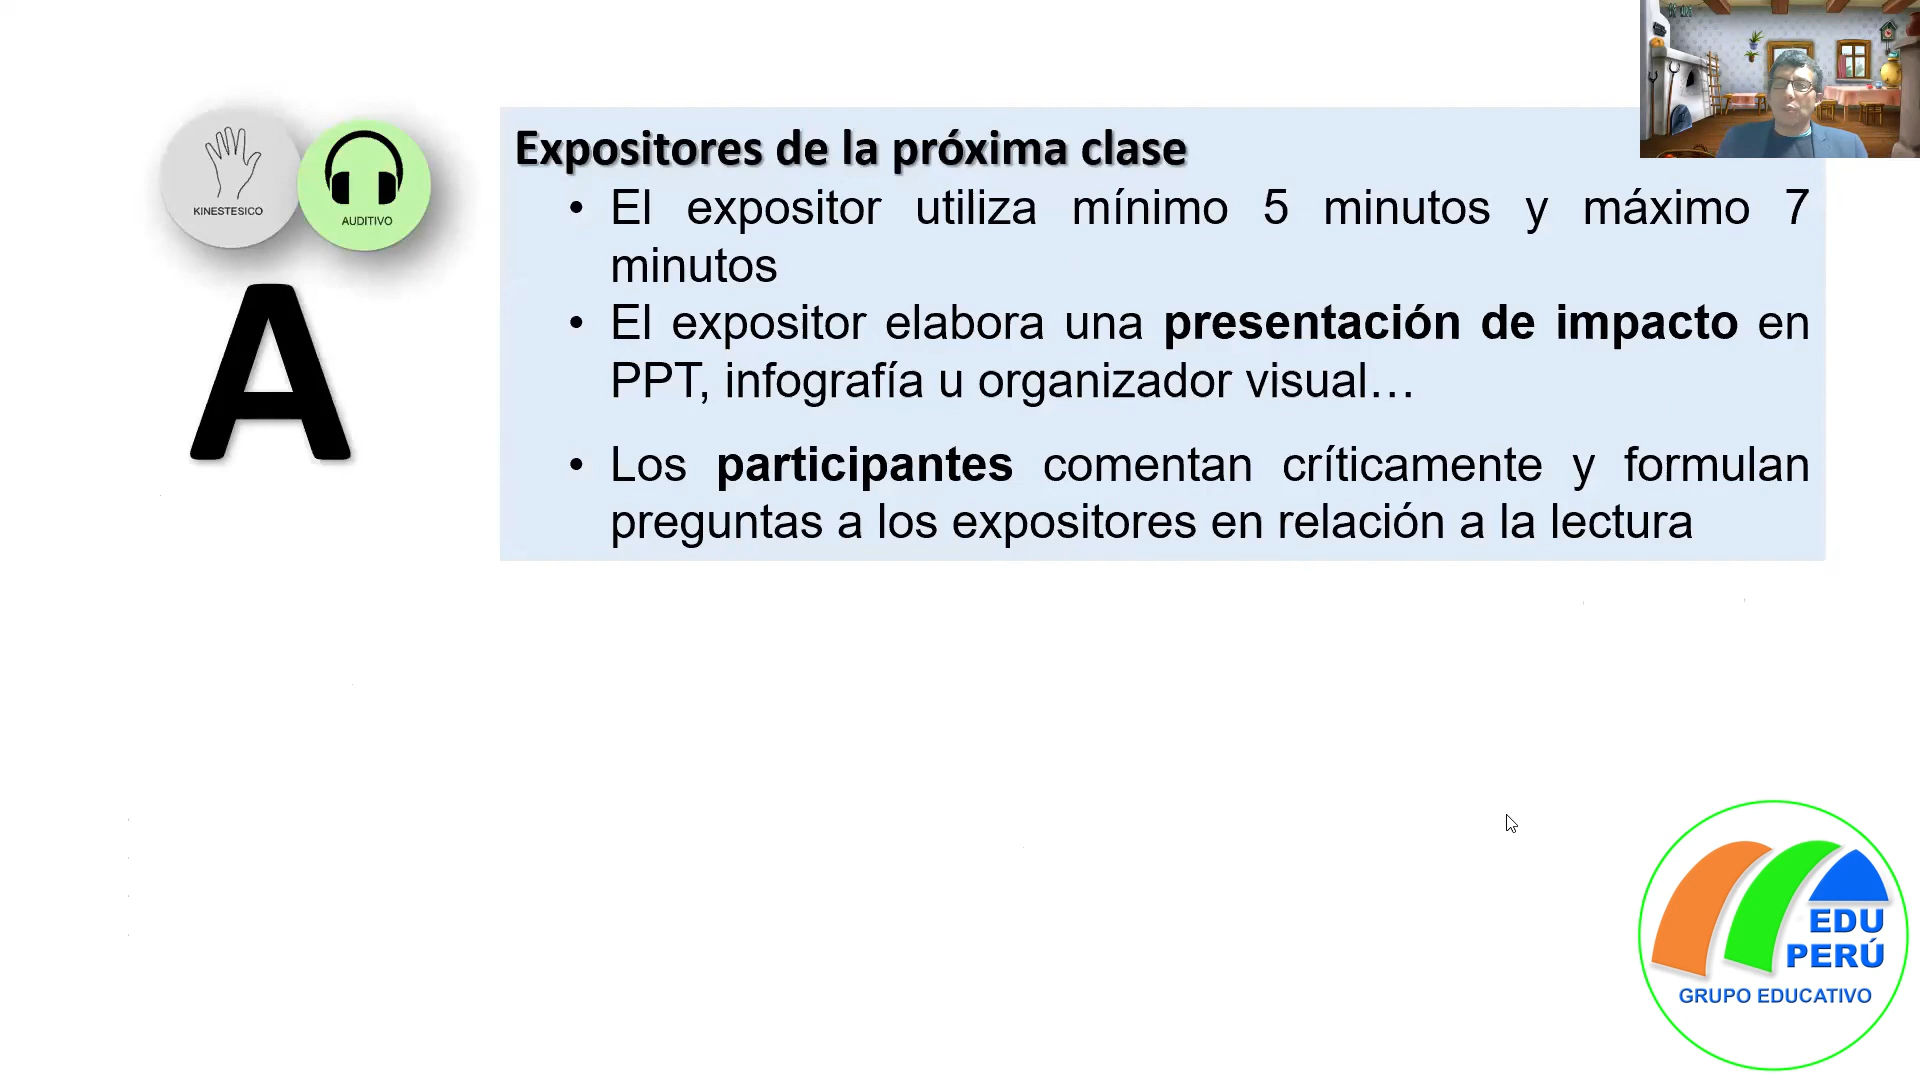 KINESTESICO
AUDITIVO
A
Expositores de la próxima clase
• El expositor utiliza mínimo 5 minutos y máximo 7
minutos
• El expositor elabora una presentación de impacto en
PPT, infografía u organizador visual…
• Los participantes comentan críticamente y formulan
preguntas a los expositores en relación a la lectura
EDU
PERÚ
GRUPO EDUCATIVO